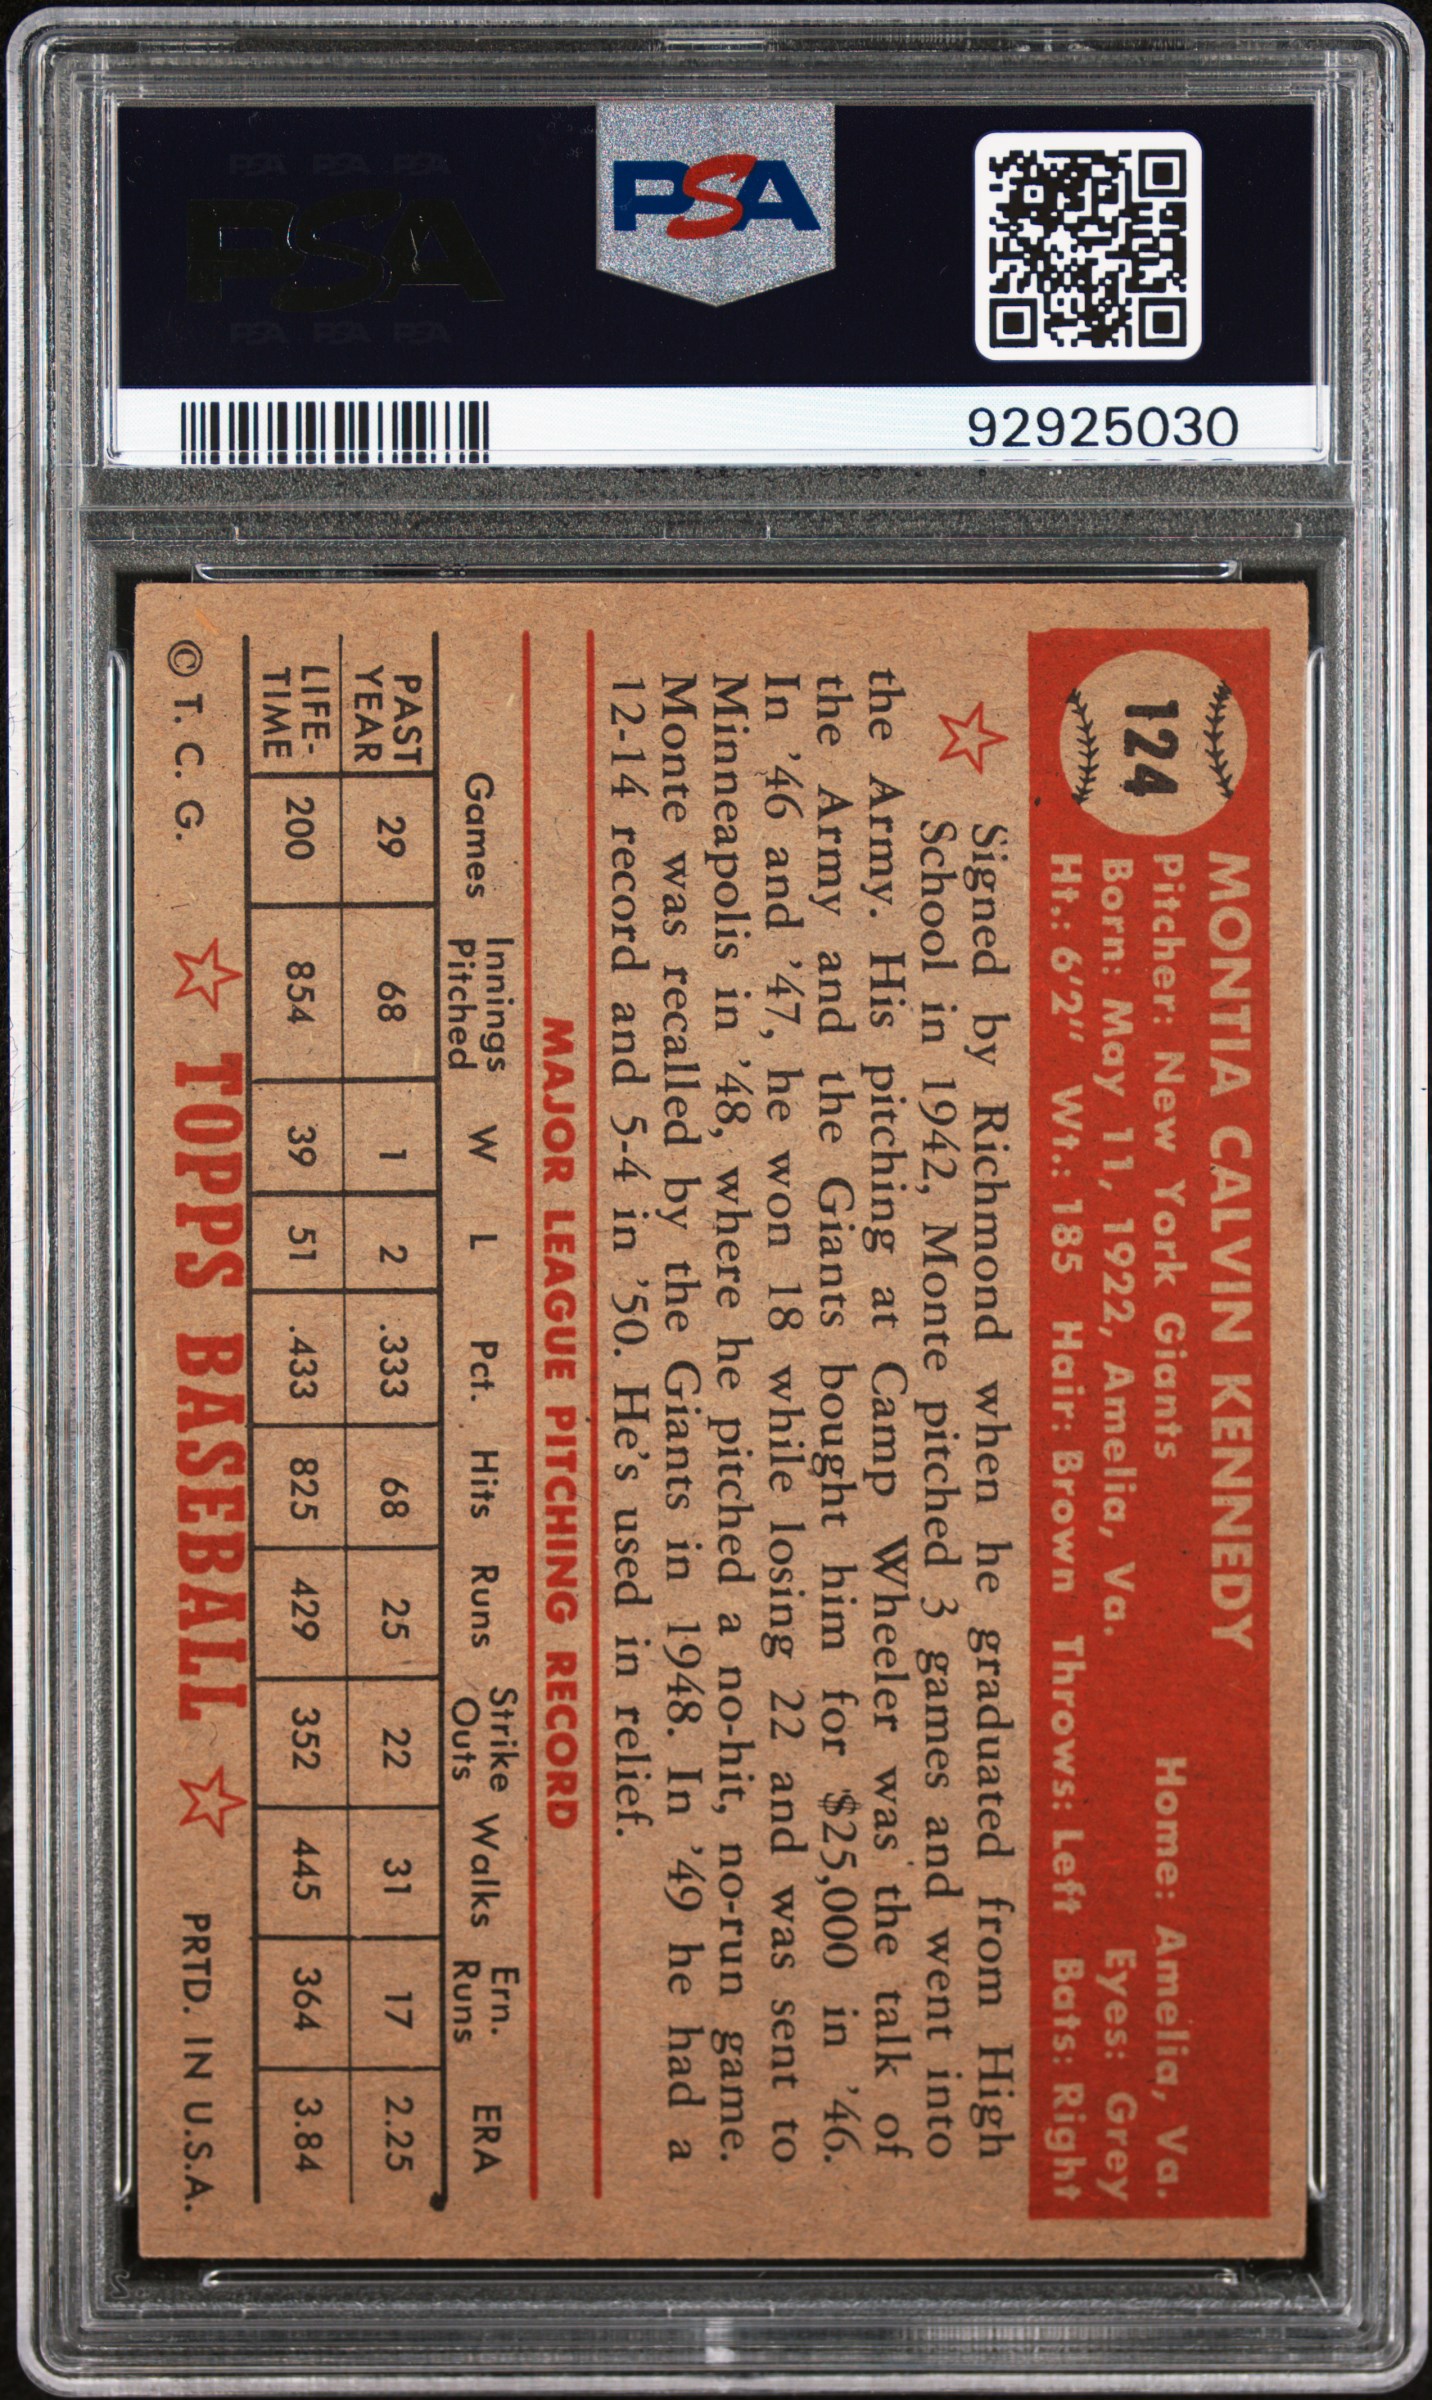 PSA PSA PSA
PSA
PSA PSA PSA
PSA
92925030
124
MONTIA CALVIN KENNEDY
Pitcher: New York Giants Home: Amelia, Va.
Born: May 11, 1922, Amelia, Va. Eyes: Grey
Ht.: 6'2" Wt.: 185 Hair: Brown Throws: Left Bats: Right
Signed by Richmond when he graduated from High
School in 1942, Monte pitched 3 games and went into
the Army. His pitching at Camp Wheeler was the talk of
the Army and the Giants bought him for $25,000 in '46.
In '46 and '47, he won 18 while losing 22 and was sent to
Minneapolis in '48, where he pitched a no-hit, no-run game.
Monte was recalled by the Giants in 1948. In '49 he had a
12-14 record and 5-4 in '50. He's used in relief.
MAJOR LEAGUE PITCHING RECORD
Games Innings Pitched W L Pct. Hits Runs Strike Outs Walks Ern. Runs ERA
PAST YEAR 29 68 1 2 .333 68 25 22 31 17 2.25
LIFE-TIME 200 854 39 51 .433 825 429 352 445 364 3.84
© T. C. G. TOPPS BASEBALL PRTD. IN U.S.A.